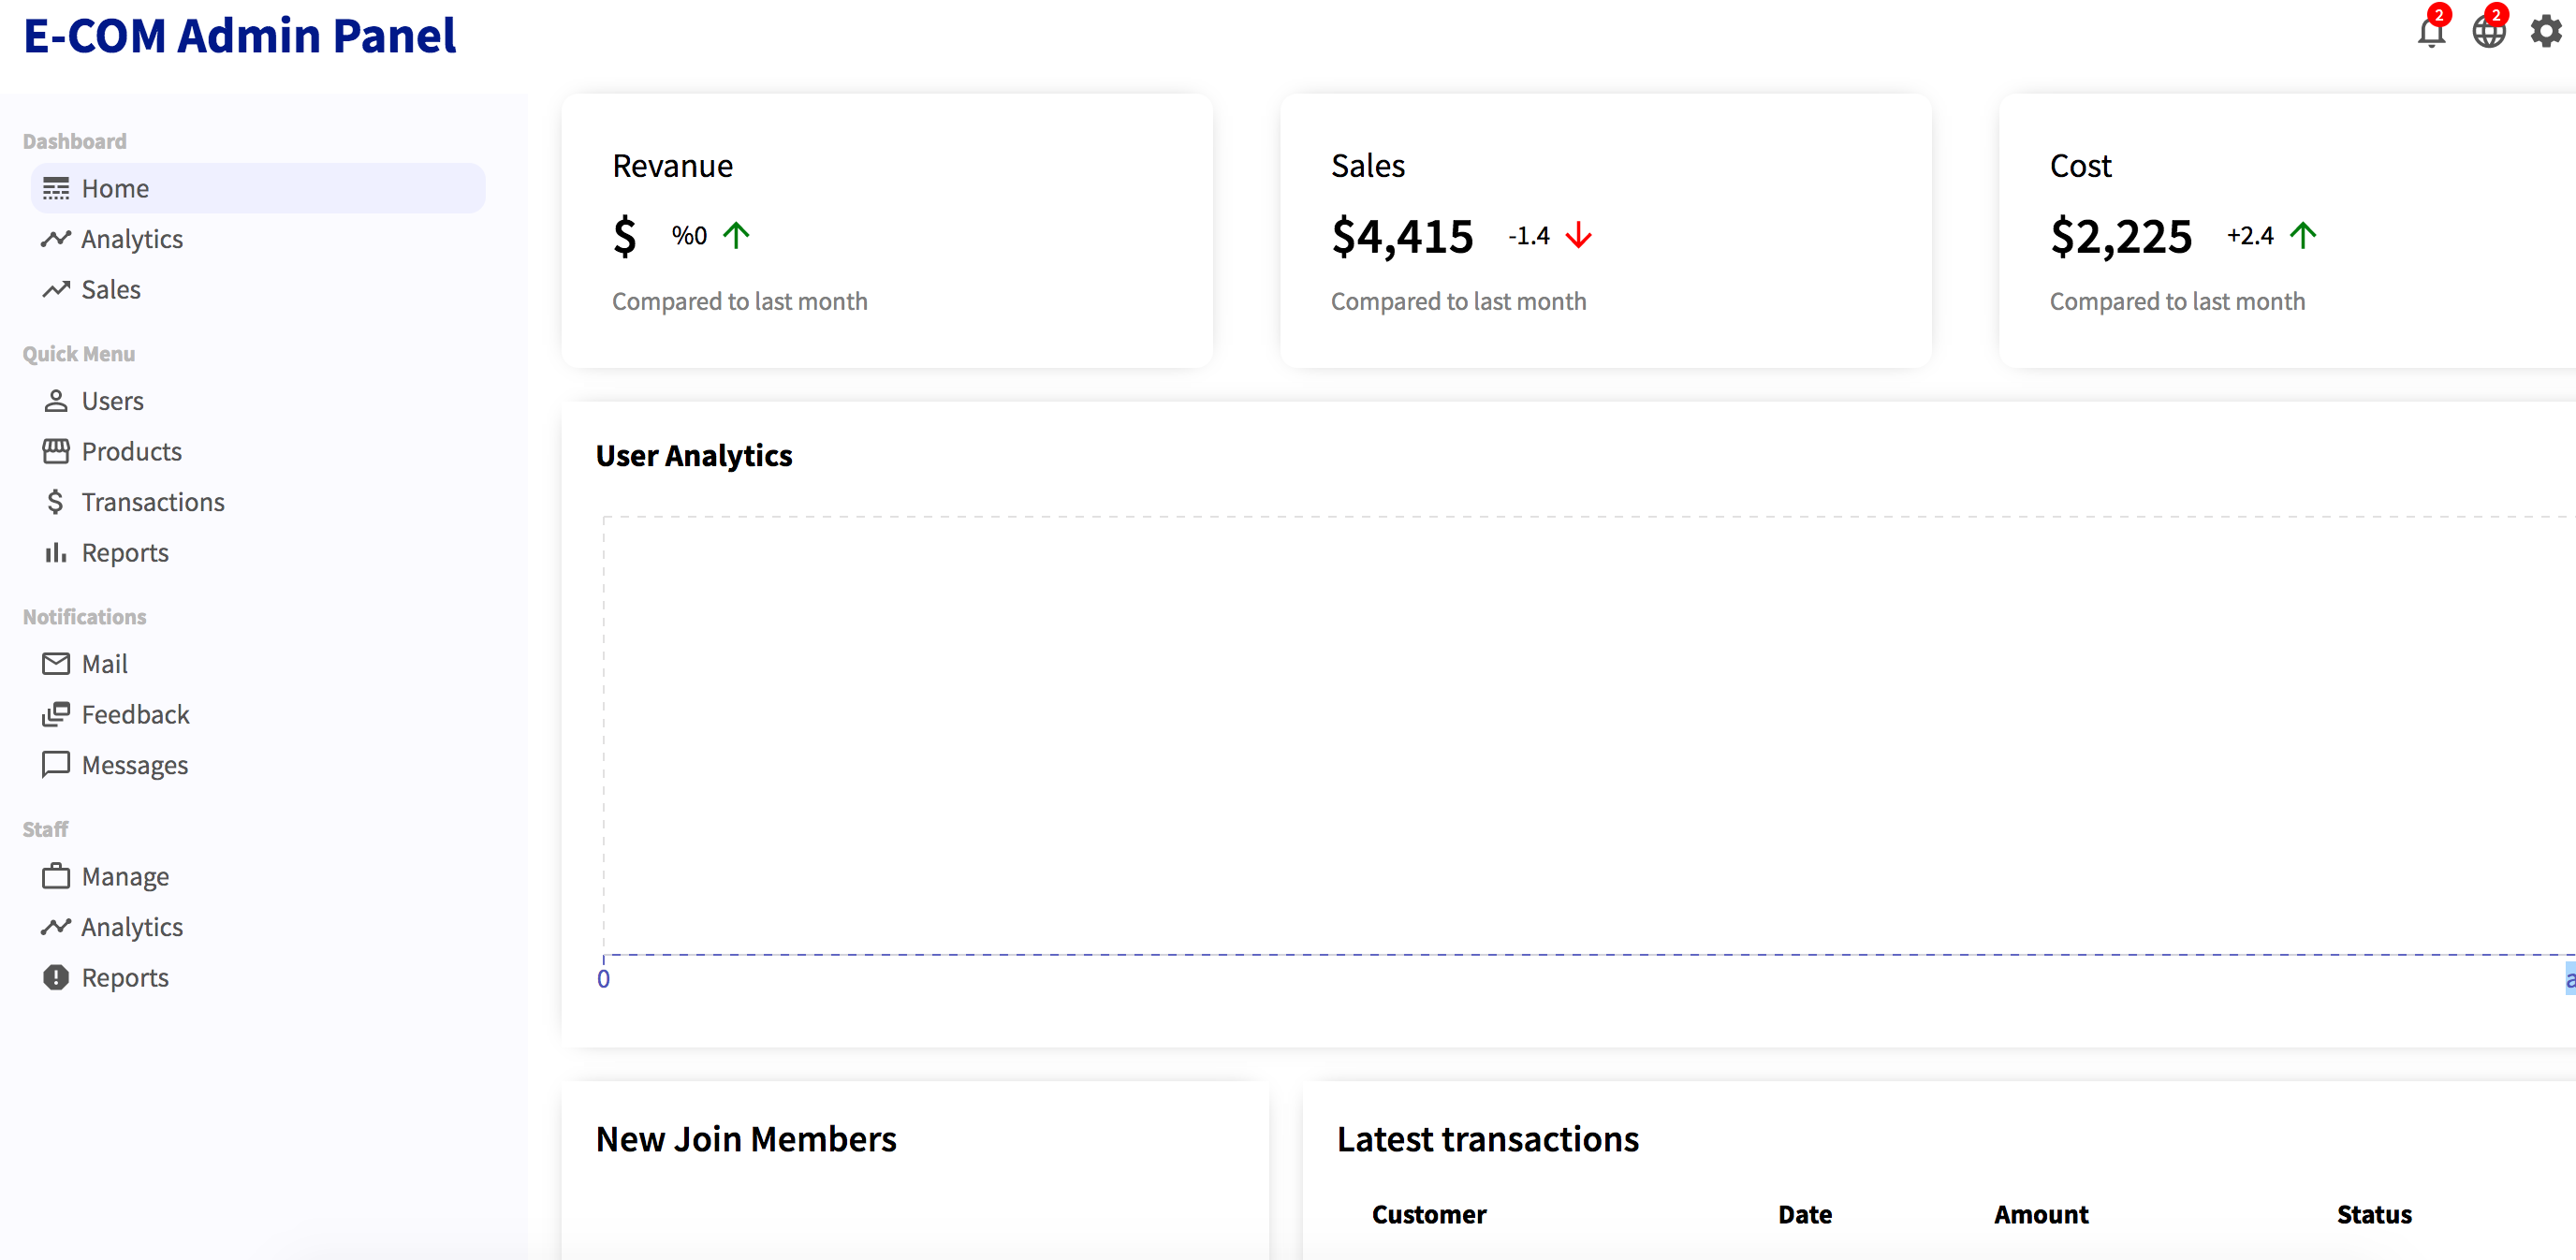 E-COM Admin Panel
2
2
Dashboard
Home
Analytics
Sales
Quick Menu
Users
Products
Transactions
Reports
Notifications
Mail
Feedback
Messages
Staff
Manage
Analytics
Reports
Revanue
$ %0
Compared to last month
Sales
$4,415 -1.4
Compared to last month
Cost
$2,225 +2.4
Compared to last month
User Analytics
0
New Join Members
Latest transactions
Customer Date Amount Status